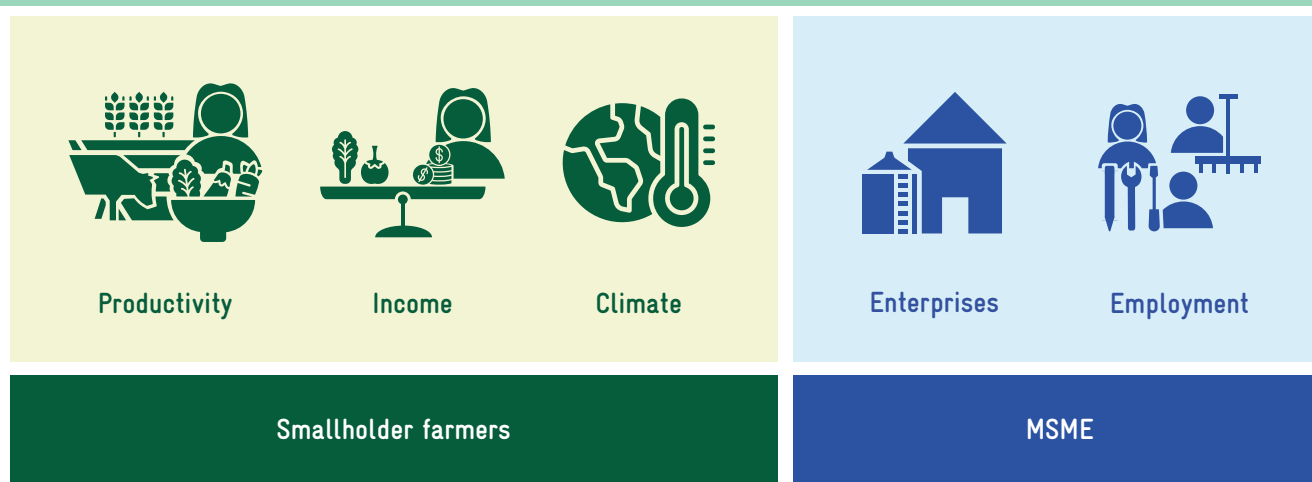 Productivity
Income
Climate
Enterprises
Employment
Smallholder farmers
MSME